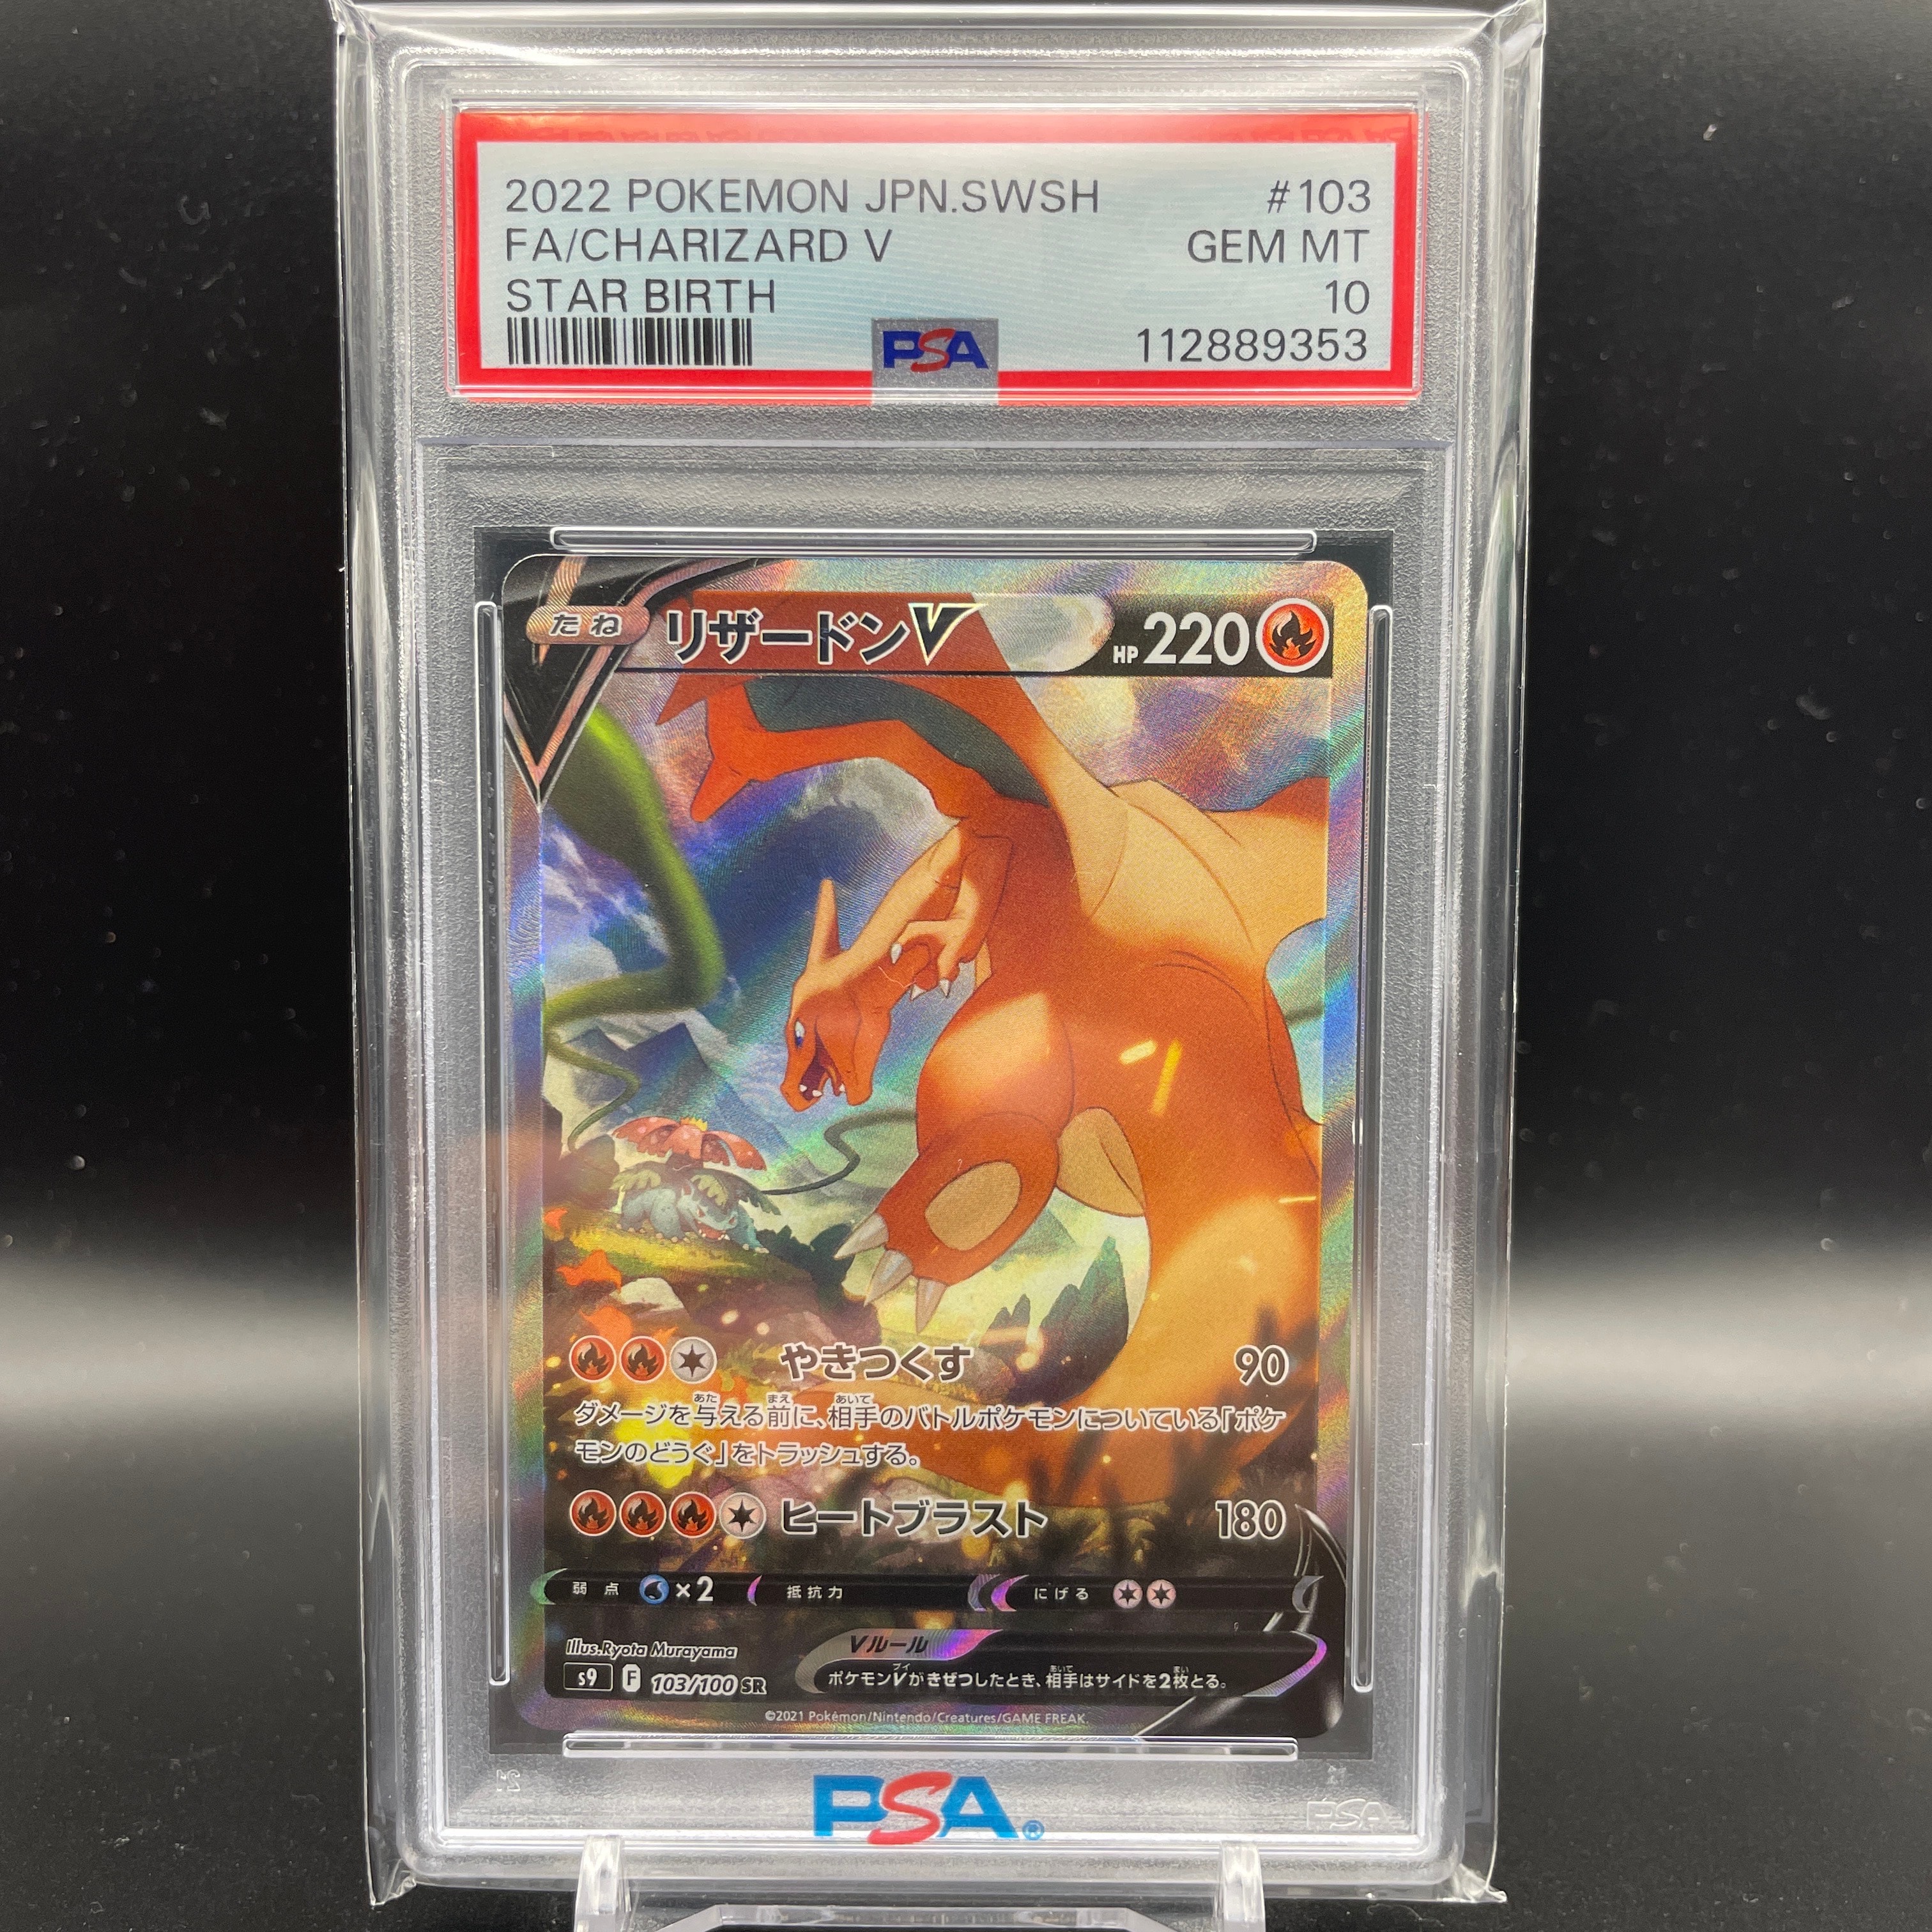 2022 POKEMON JPN.SWSH #103
FA/CHARIZARD V GEM MT
STAR BIRTH 10
PSA 112889353
たね リザードンV HP 220
やきつくす 90
ダメージを与える前に、相手のバトルポケモンについている「ポケ
モンのどうぐ」をトラッシュする。
ヒートブラスト 180
弱点 ×2 抵抗力 にげる
Illus.Ryota Murayama
Vルール
s9 F 103/100 SR
ポケモンVがきぜつしたとき、相手はサイドを2枚とる。
©2021 Pokémon/Nintendo/Creatures/GAME FREAK.
PSA®
PSA